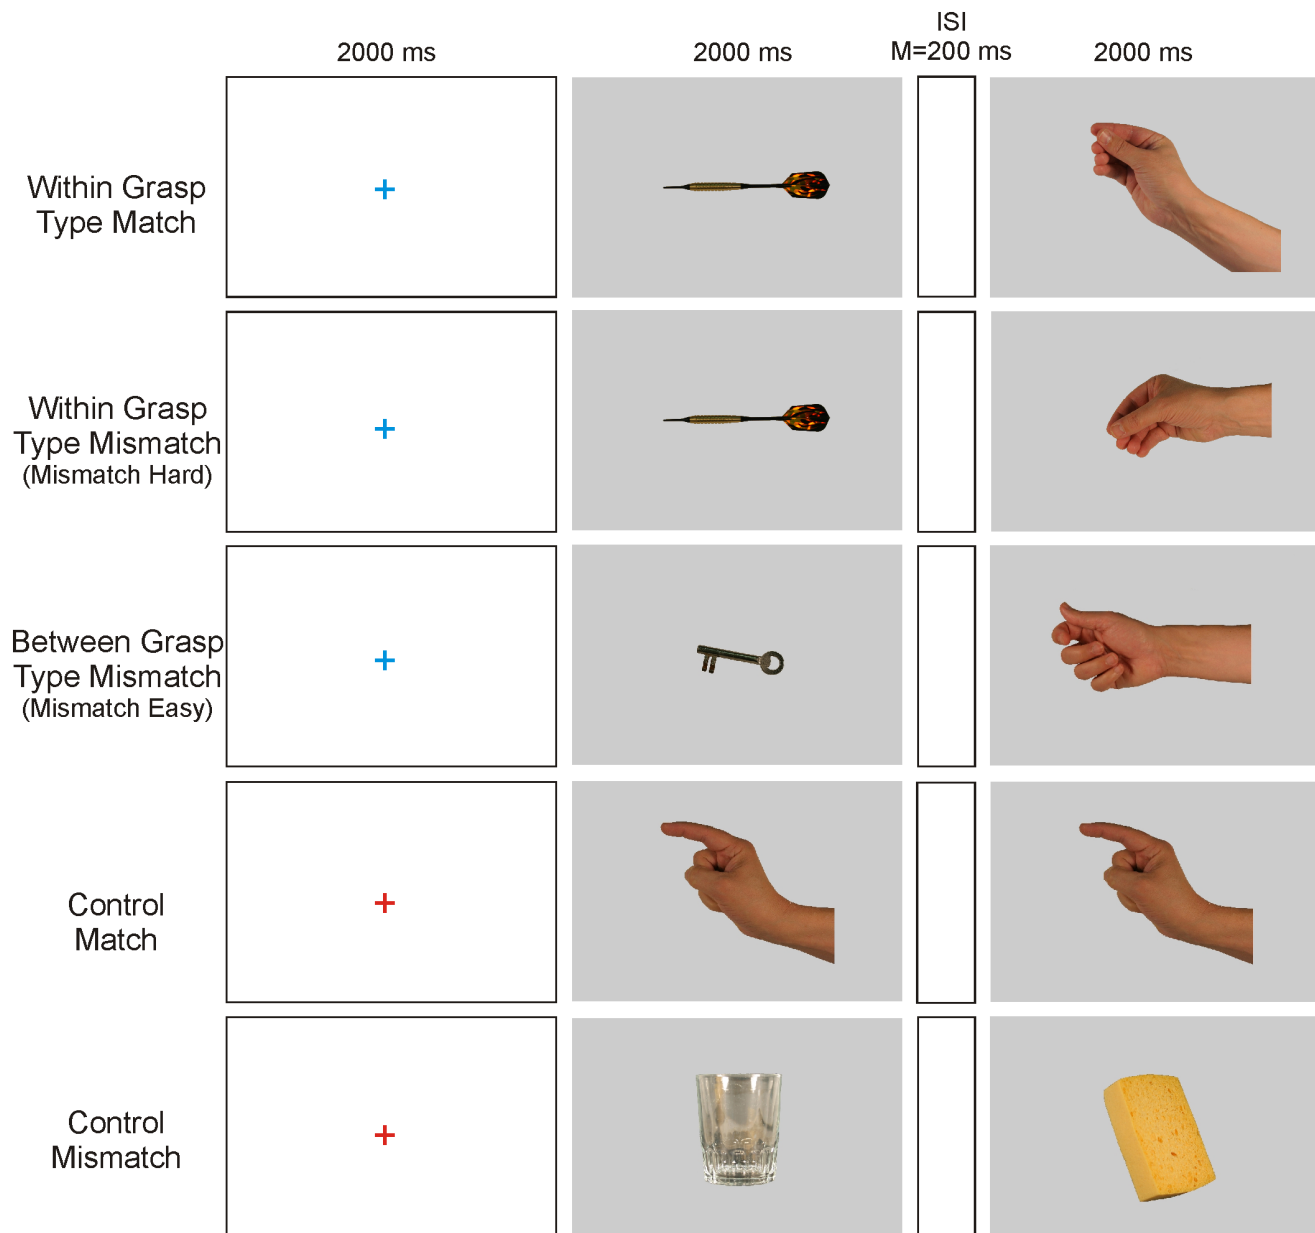 ISI
2000 ms
2000 ms
M=200 ms
2000 ms
Within Grasp
Type Match
Within Grasp
Type Mismatch
(Mismatch Hard)
Between Grasp
Type Mismatch
(Mismatch Easy)
Control
Match
Control
Mismatch